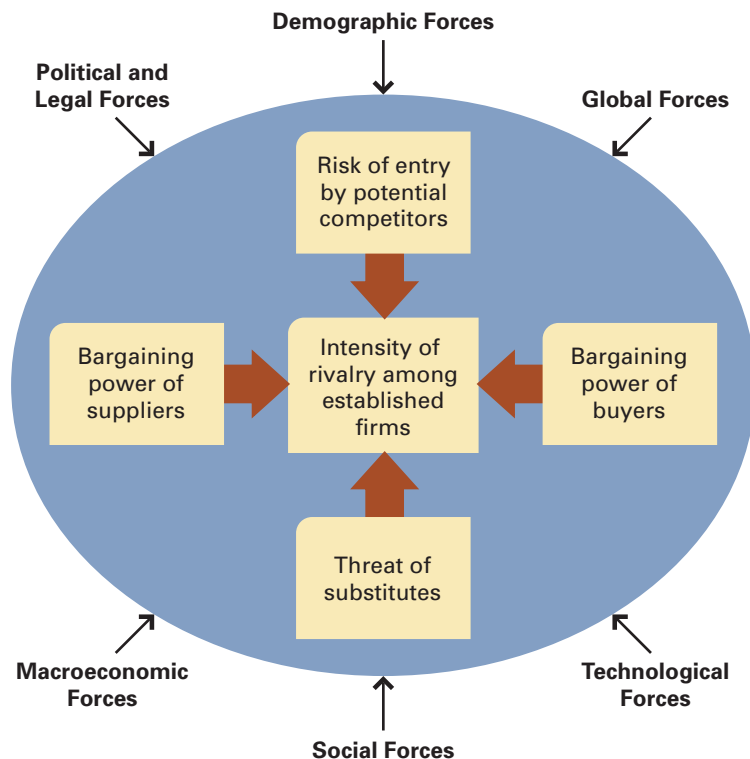 Demographic Forces
Political and
Legal Forces
Global Forces
Risk of entry
by potential
competitors
Bargaining
power of
suppliers
Intensity of
rivalry among
established
firms
Bargaining
power of
buyers
Threat of
substitutes
Macroeconomic
Forces
Technological
Forces
Social Forces